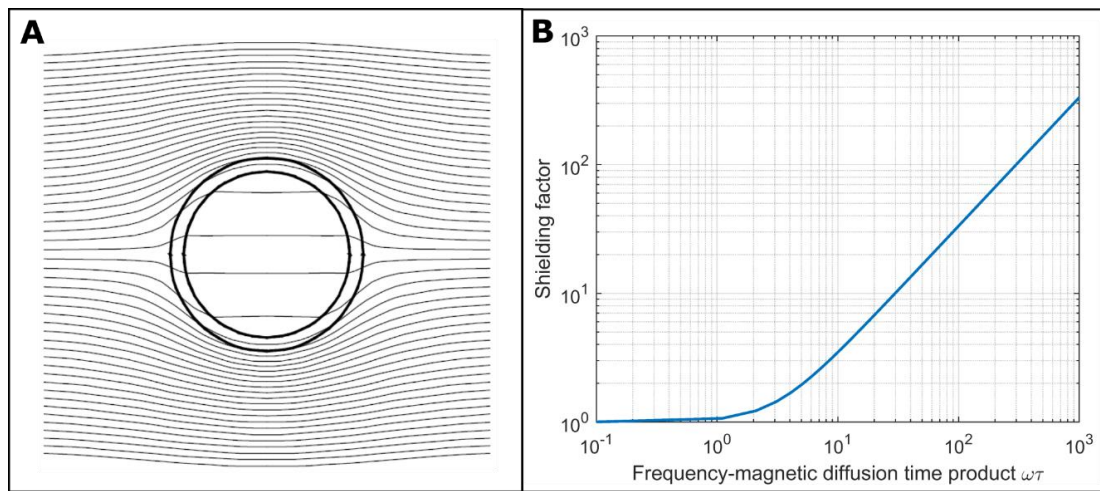 A
B
10³
10²
10¹
10⁰
Shielding factor
10⁻¹ 10⁰ 10¹ 10² 10³
Frequency-magnetic diffusion time product ωτ